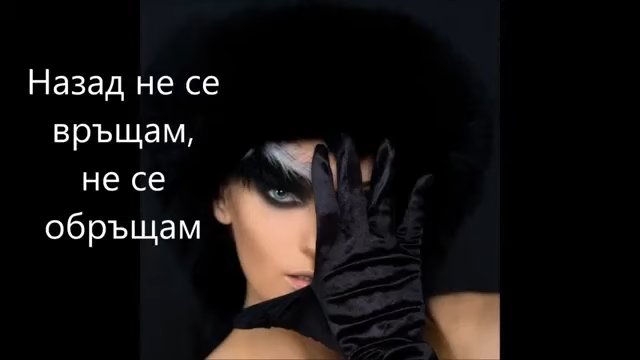 Назад не се
връщам,
не се
обръщам